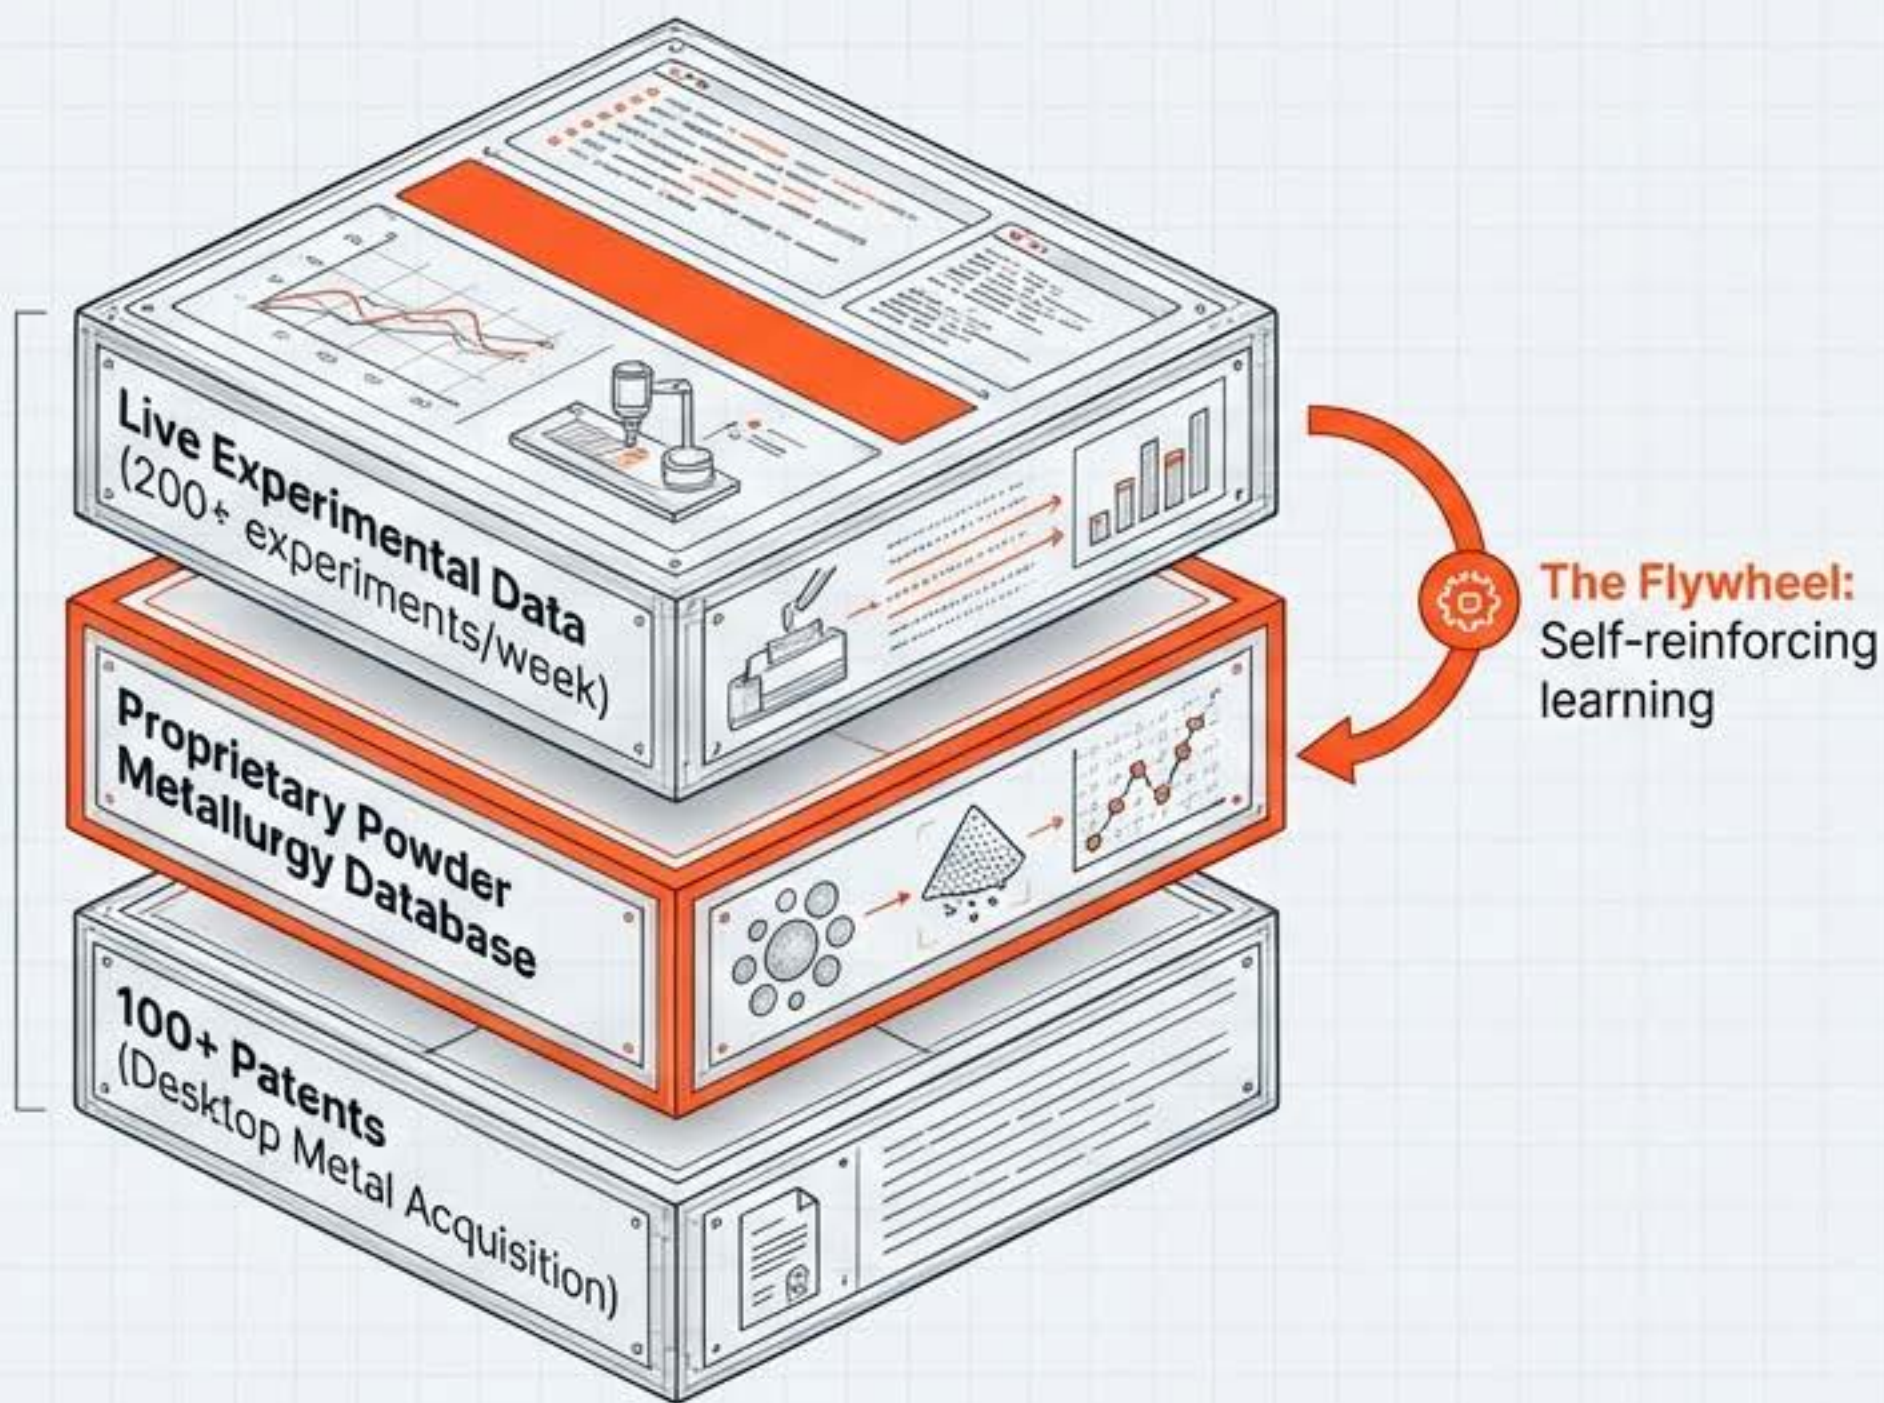 Live Experimental Data
(200+ experiments/week)
Proprietary Powder
Metallurgy Database
100+ Patents
(Desktop Metal Acquisition)
The Flywheel:
Self-reinforcing
learning